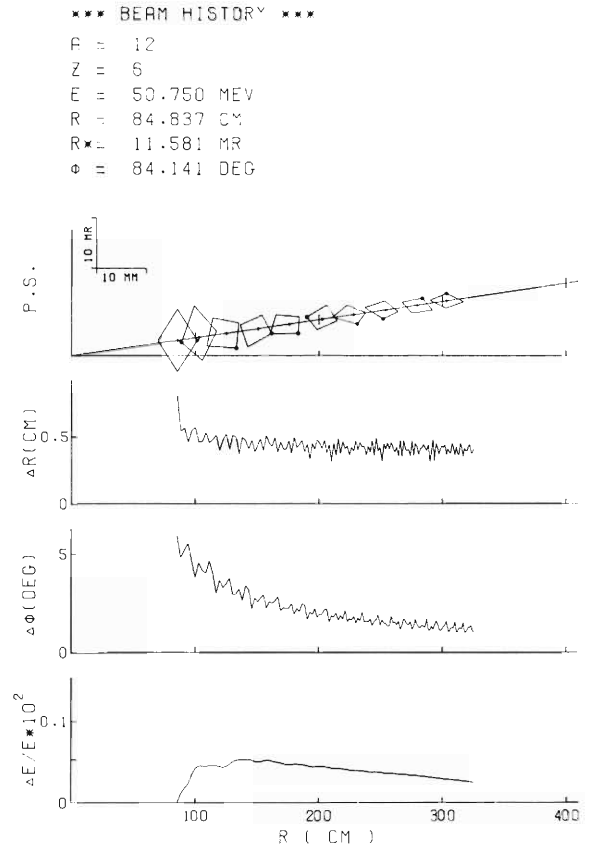 *** BEAM HISTORY ***
A = 12
Z = 6
E = 50.750 MEV
R = 84.837 CM
R*= 11.581 MR
Φ = 84.141 DEG
P.S.
10 MR
10 MM
ΔR(CM)
0.5
0
ΔΦ(DEG)
5
0
ΔE/E*10²
0.1
0
100 200 300 400
R ( CM )